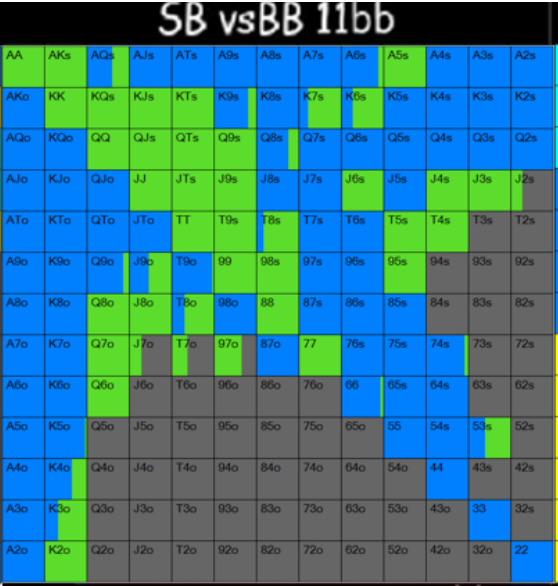 SB vsBB 11bb
AA AKs AQs AJs ATs A9s A8s A7s A6s A5s A4s A3s A2s
AKo KK KQs KJs KTs K9s K8s K7s K6s K5s K4s K3s K2s
AQo KQo QQ QJs QTs Q9s Q8s Q7s Q6s Q5s Q4s Q3s Q2s
AJo KJo QJo JJ JTs J9s J8s J7s J6s J5s J4s J3s J2s
ATo KTo QTo JTo TT T9s T8s T7s T6s T5s T4s T3s T2s
A9o K9o Q9o J9o T9o 99 98s 97s 96s 95s 94s 93s 92s
A8o K8o Q8o J8o T8o 98o 88 87s 86s 85s 84s 83s 82s
A7o K7o Q7o J7o T7o 97o 87o 77 76s 75s 74s 73s 72s
A6o K6o Q6o J6o T6o 96o 86o 76o 66 65s 64s 63s 62s
A5o K5o Q5o J5o T5o 95o 85o 75o 65o 55 54s 53s 52s
A4o K4o Q4o J4o T4o 94o 84o 74o 64o 54o 44 43s 42s
A3o K3o Q3o J3o T3o 93o 83o 73o 63o 53o 43o 33 32s
A2o K2o Q2o J2o T2o 92o 82o 72o 62o 52o 42o 32o 22